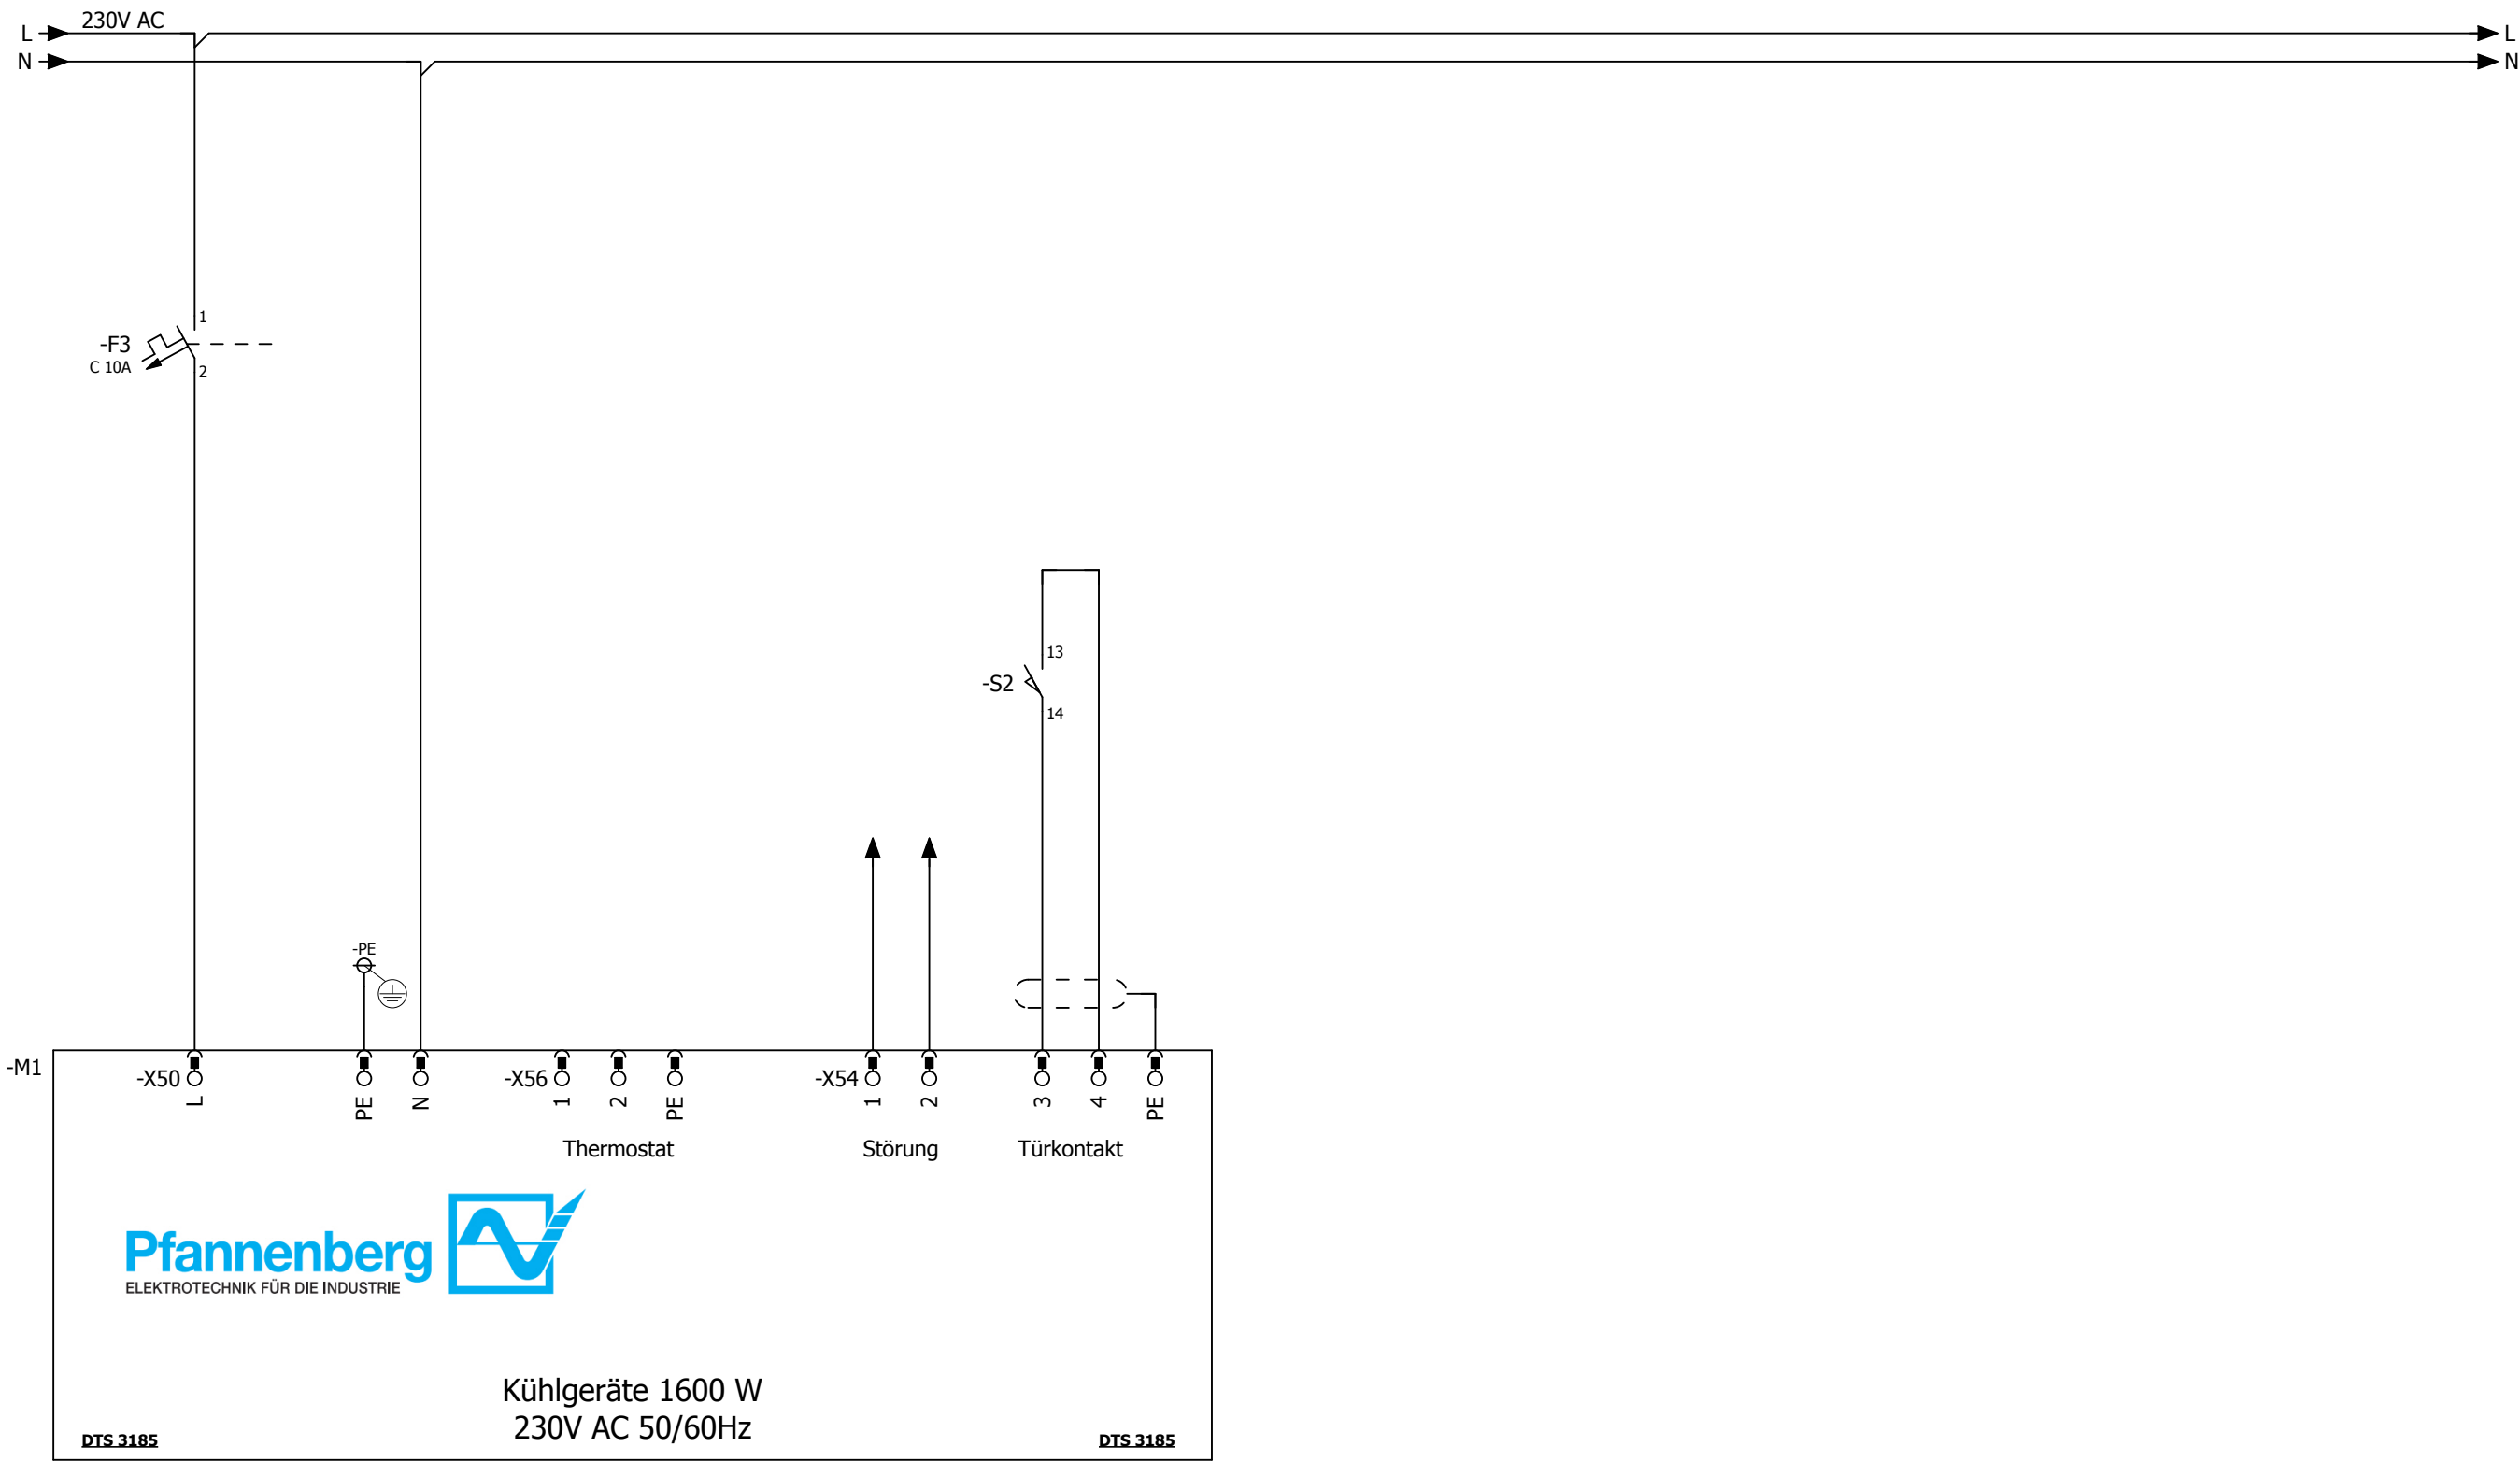 230V AC
L
L
N
N
1
-F3
C 10A
2
13
-S2
14
-PE
-M1
-X50
-X56
-X54
L
PE
N
1
2
PE
1
2
3
4
PE
Thermostat
Störung
Türkontakt
Pfannenberg
ELEKTROTECHNIK FÜR DIE INDUSTRIE
Kühlgeräte 1600 W
230V AC 50/60Hz
DTS 3185
DTS 3185